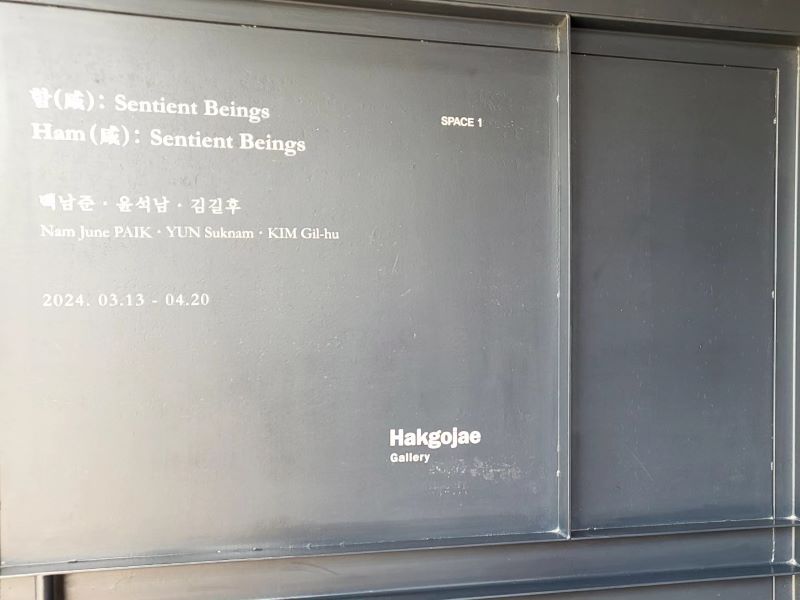 함(咸): Sentient Beings
Ham(咸): Sentient Beings
SPACE 1
백남준 · 윤석남 · 김길후
Nam June PAIK · YUN Suknam · KIM Gil-hu
2024. 03.13 - 04.20
Hakgojae
Gallery